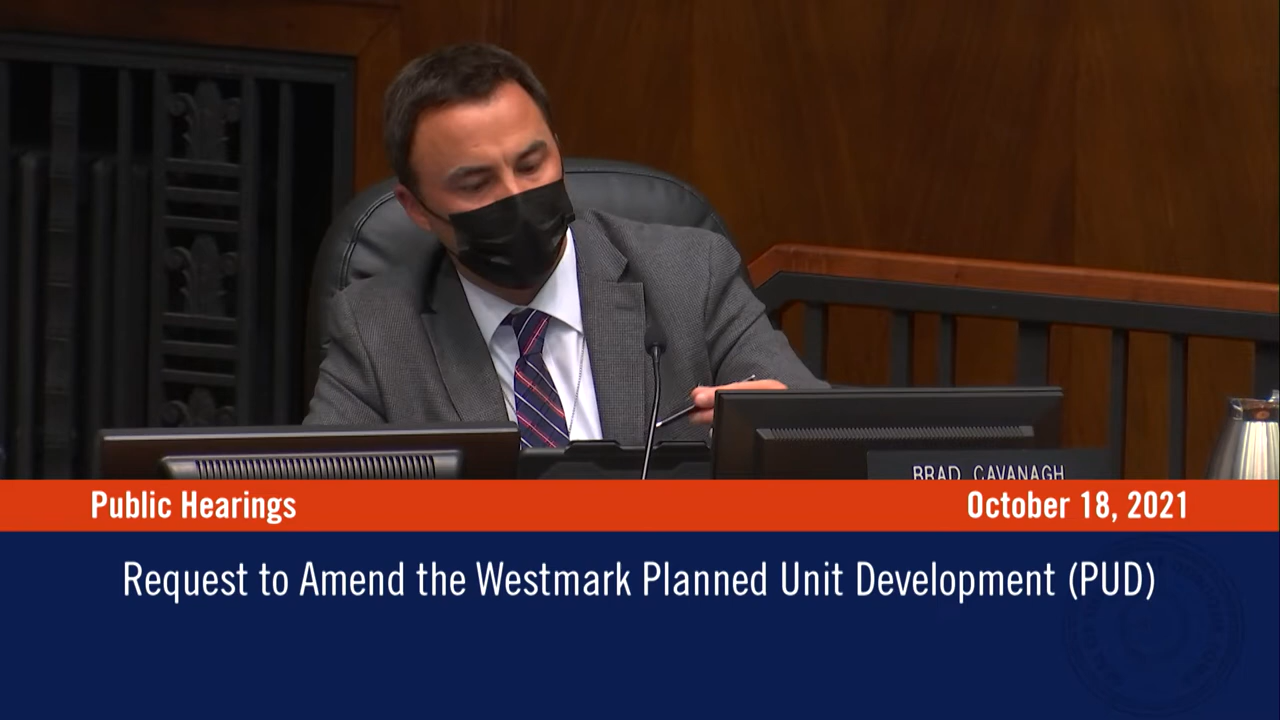 BRAD CAVANAGH
Public Hearings
October 18, 2021
Request to Amend the Westmark Planned Unit Development (PUD)